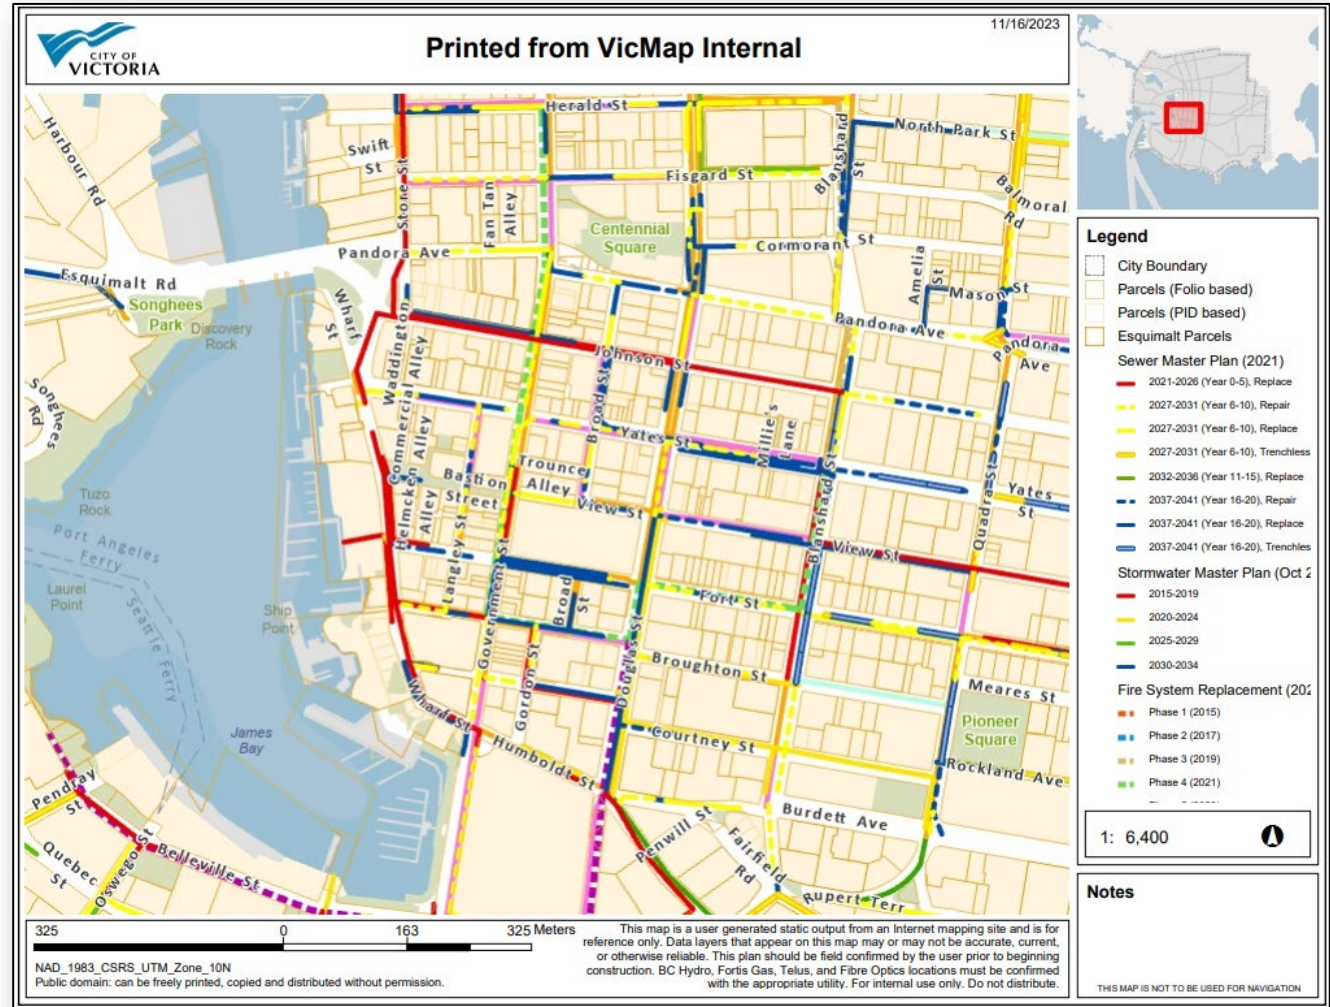 CITY OF
VICTORIA
Printed from VicMap Internal
11/16/2023
Harbour Rd
Swift
St
Store St
Herald St
Fisgard St
Fan Tan
Alley
Centennial
Square
Blanshard
St
North Park St
Balmoral
Rd
Pandora Ave
Cormorant St
Amelia
St
Mason St
Esquimalt Rd
Songhees
Park
Discovery
Rock
Wharf
St
Waddington
Alley
Pandora Ave
Pandora
Ave
Johnson St
Songhees
Rd
Commercial Alley
Broad St
Yates St
Millie's
Lane
Helmcken Alley
Alley
Bastion
Street
Trounce
Alley
View St
Quadra St
Yates
St
Tuzo
Rock
Port Angeles
Ferry
Laurel
Point
Seattle Ferry
Ship
Point
Langley St
Government St
Broad
St
Fort St
Blanshard St
View St
Douglas St
Broughton St
Gordon St
Meares St
Pioneer
Square
Wharf St
Courtney St
Humboldt St
Rockland Ave
James
Bay
Pendray
St
Quebec
St
Oswego St
Belleville St
Penwill St
Fairfield
Rd
Burdett Ave
Rupert Terr
Legend
City Boundary
Parcels (Folio based)
Parcels (PID based)
Esquimalt Parcels
Sewer Master Plan (2021)
2021-2026 (Year 0-5), Replace
2027-2031 (Year 6-10), Repair
2027-2031 (Year 6-10), Replace
2027-2031 (Year 6-10), Trenchless
2032-2036 (Year 11-15), Replace
2037-2041 (Year 16-20), Repair
2037-2041 (Year 16-20), Replace
2037-2041 (Year 16-20), Trenchles
Stormwater Master Plan (Oct 2
2015-2019
2020-2024
2025-2029
2030-2034
Fire System Replacement (202
Phase 1 (2015)
Phase 2 (2017)
Phase 3 (2019)
Phase 4 (2021)
1: 6,400
Notes
THIS MAP IS NOT TO BE USED FOR NAVIGATION
325 0 163 325 Meters
NAD_1983_CSRS_UTM_Zone_10N
Public domain: can be freely printed, copied and distributed without permission.
This map is a user generated static output from an Internet mapping site and is for
reference only. Data layers that appear on this map may or may not be accurate, current,
or otherwise reliable. This plan should be field confirmed by the user prior to beginning
construction. BC Hydro, Fortis Gas, Telus, and Fibre Optics locations must be confirmed
with the appropriate utility. For internal use only. Do not distribute.